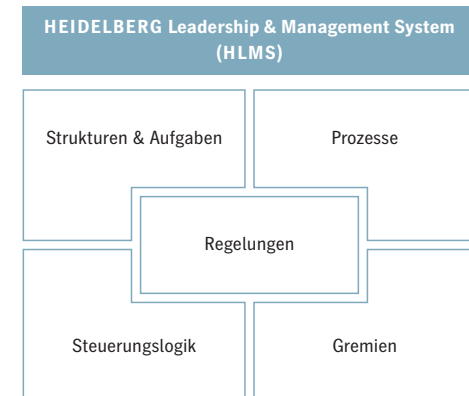 HEIDELBERG Leadership & Management System
(HLMS)
Strukturen & Aufgaben
Prozesse
Regelungen
Steuerungslogik
Gremien